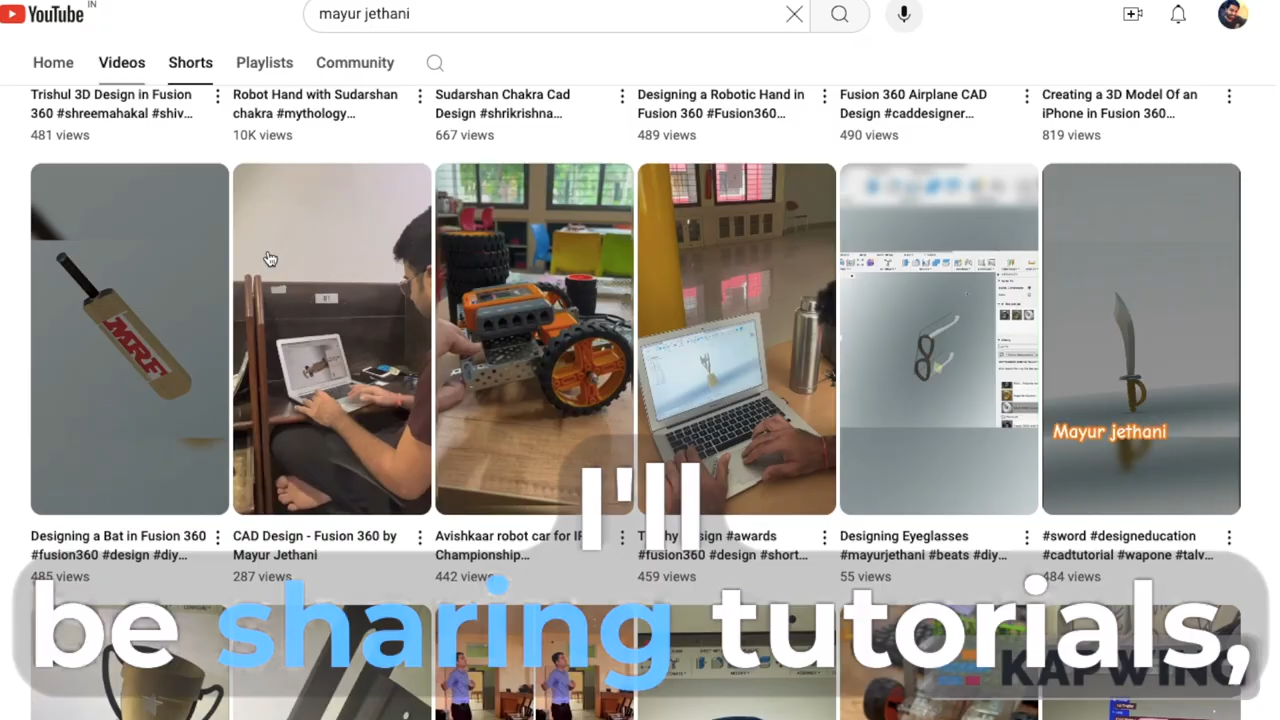 YouTube IN
mayur jethani
Home Videos Shorts Playlists Community
Trishul 3D Design in Fusion
360 #shreemahakal #shiv...
481 views
Robot Hand with Sudarshan
chakra #mythology...
10K views
Sudarshan Chakra Cad
Design #shrikrishna...
667 views
Designing a Robotic Hand in
Fusion 360 #Fusion360...
489 views
Fusion 360 Airplane CAD
Design #caddesigner...
490 views
Creating a 3D Model Of an
iPhone in Fusion 360...
819 views
MRF
Mayur jethani
Designing a Bat in Fusion 360
#fusion360 #design #diy...
485 views
CAD Design - Fusion 360 by
Mayur Jethani
287 views
Avishkaar robot car for
Championship...
442 views
design #awards
#fusion360 #design #short...
459 views
Designing Eyeglasses
#mayurjethani #beats #diy...
55 views
#sword #designeducation
#cadtutorial #wapone #talv...
484 views
I'll
be sharing tutorials,
KAPWING